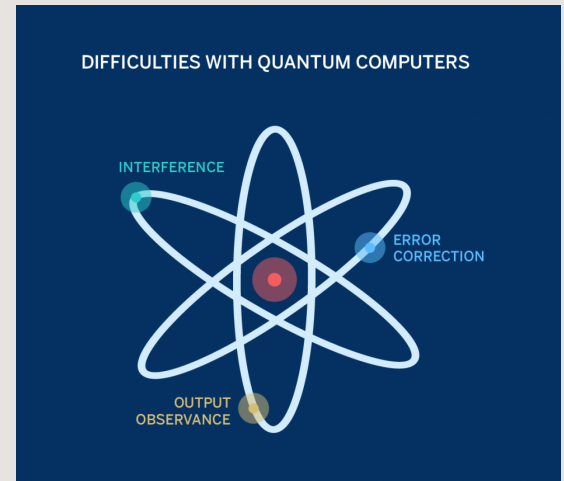 DIFFICULTIES WITH QUANTUM COMPUTERS
INTERFERENCE
ERROR
CORRECTION
OUTPUT
OBSERVANCE